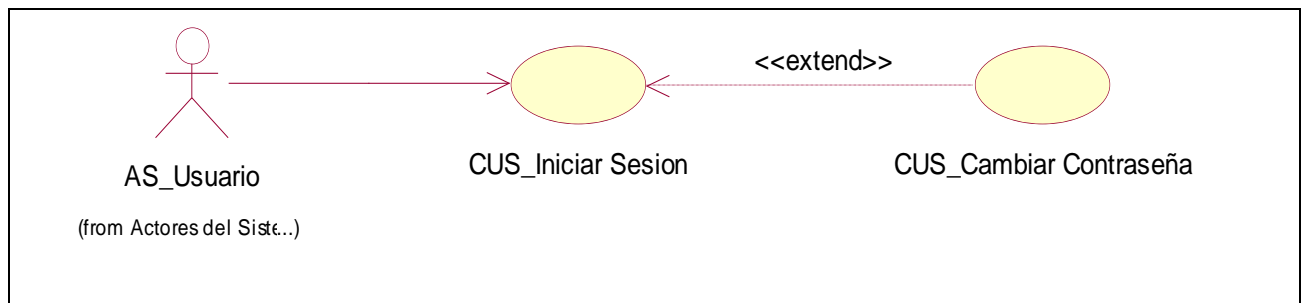 <<extend>>
AS_Usuario
CUS_Iniciar Sesion
CUS_Cambiar Contraseña
(from Actores del Siste...)